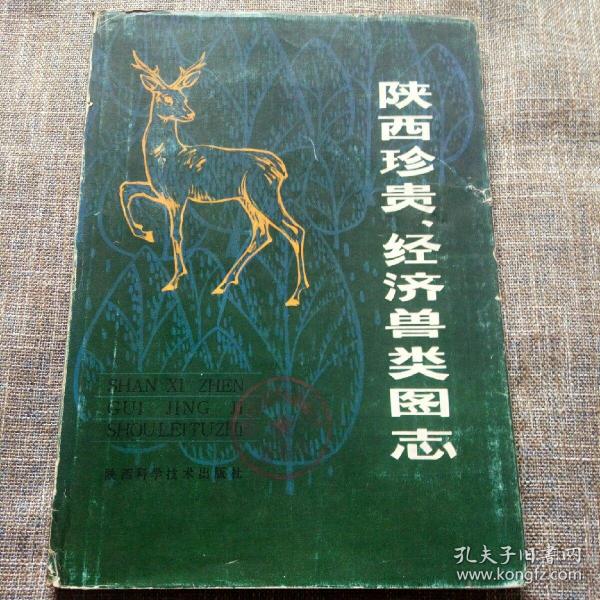 陕西珍贵、经济兽类图志
SHAN XI ZHEN
GUI JING JI
SHOULEITUZHI
陕西科学技术出版社
孔夫子旧书网
www.kongfz.com